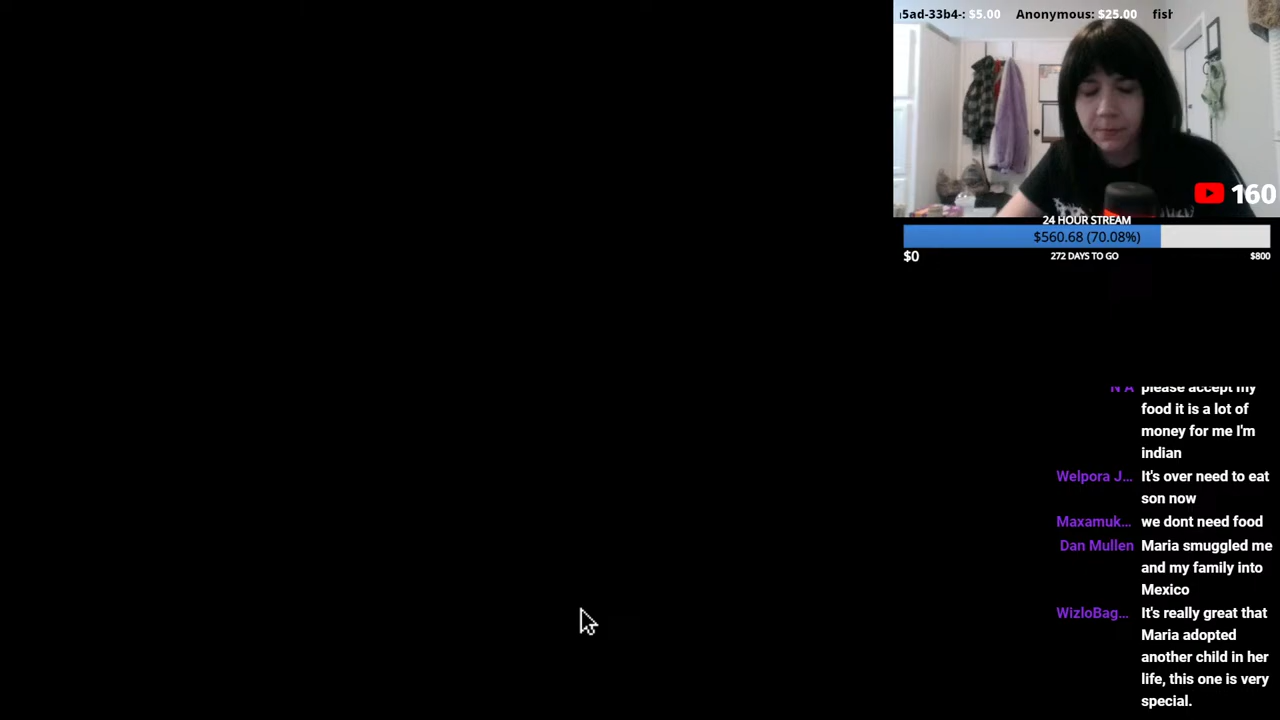 ı5ad-33b4-: $5.00 Anonymous: $25.00 fish
160
24 HOUR STREAM
$560.68 (70.08%)
$0 272 DAYS TO GO $800
N A please accept my
food it is a lot of
money for me I'm
indian
Welpora J... It's over need to eat
son now
Maxamuk... we dont need food
Dan Mullen Maria smuggled me
and my family into
Mexico
WizloBag... It's really great that
Maria adopted
another child in her
life, this one is very
special.